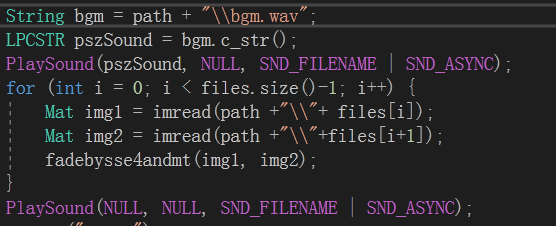 String bgm = path + "\\bgm.wav";
LPCSTR pszSound = bgm.c_str();
PlaySound(pszSound, NULL, SND_FILENAME | SND_ASYNC);
for (int i = 0; i < files.size()-1; i++) {
Mat img1 = imread(path +"\\"+ files[i]);
Mat img2 = imread(path +"\\"+files[i+1]);
fadebysse4andmt(img1, img2);
}
PlaySound(NULL, NULL, SND_FILENAME | SND_ASYNC);